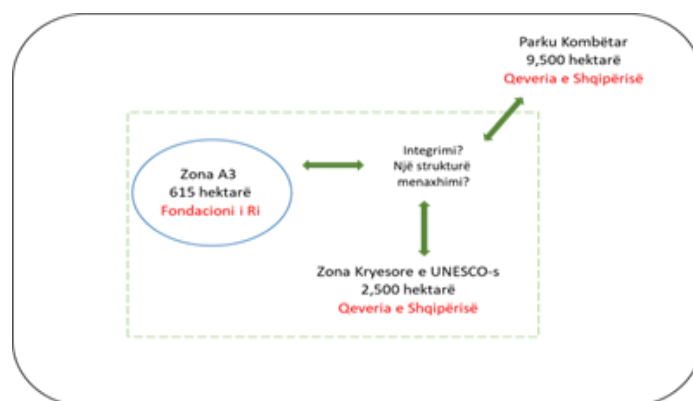 Parku Kombëtar
9,500 hektarë
Qeveria e Shqipërisë
Integrimi?
Një strukturë
menaxhimi?
Zona A3
615 hektarë
Fondacioni i Ri
Zona Kryesore e UNESCO-s
2,500 hektarë
Qeveria e Shqipërisë